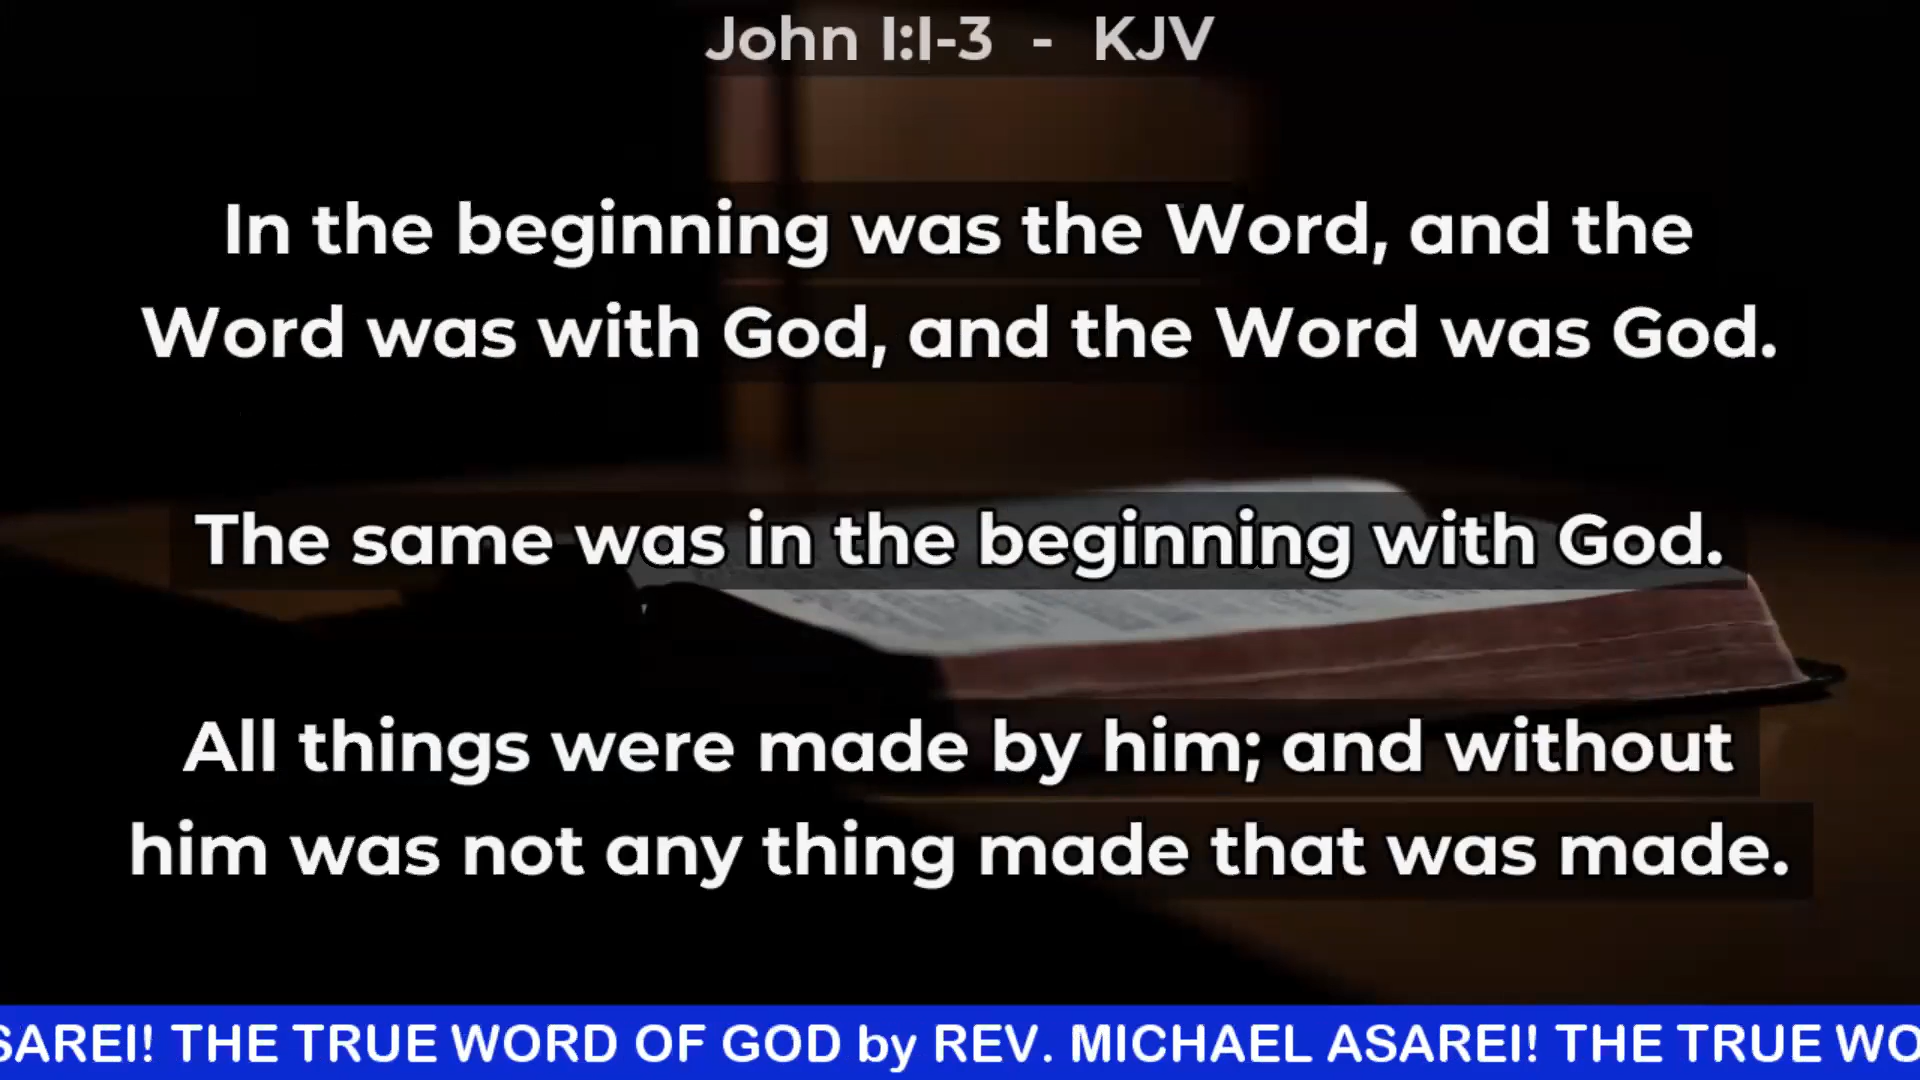 John 1:1-3 - KJV
In the beginning was the Word, and the
Word was with God, and the Word was God.
The same was in the beginning with God.
All things were made by him; and without
him was not any thing made that was made.
SAREI! THE TRUE WORD OF GOD by REV. MICHAEL ASAREI! THE TRUE WO